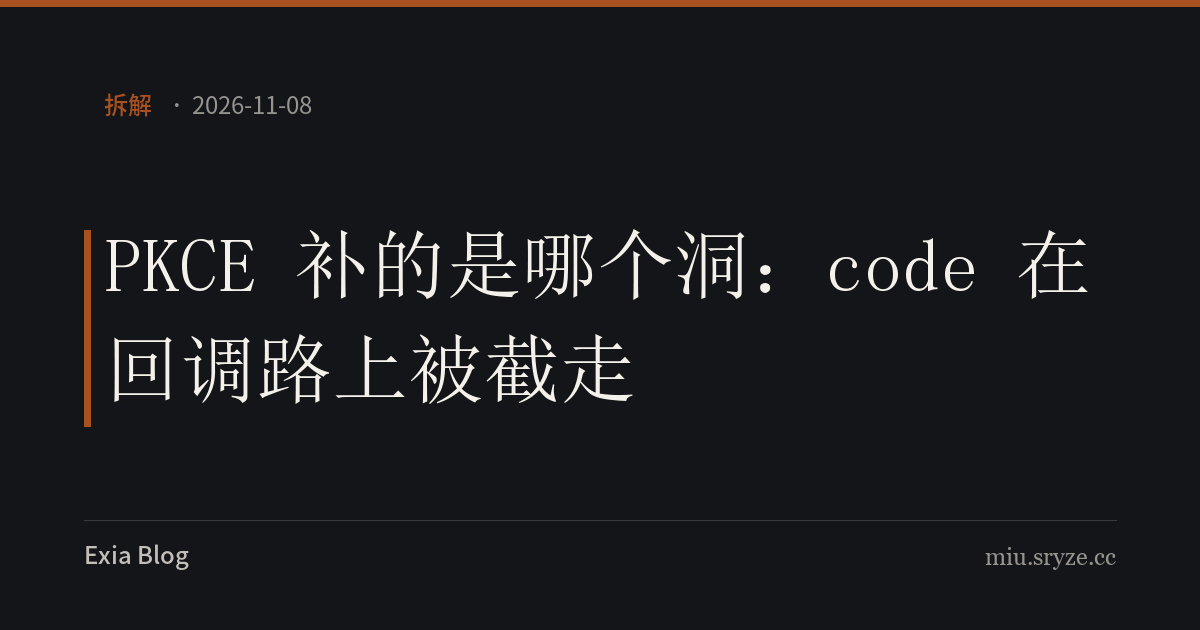 拆解 · 2026-11-08
PKCE 补的是哪个洞：code 在
回调路上被截走
Exia Blog
miu.sryze.cc